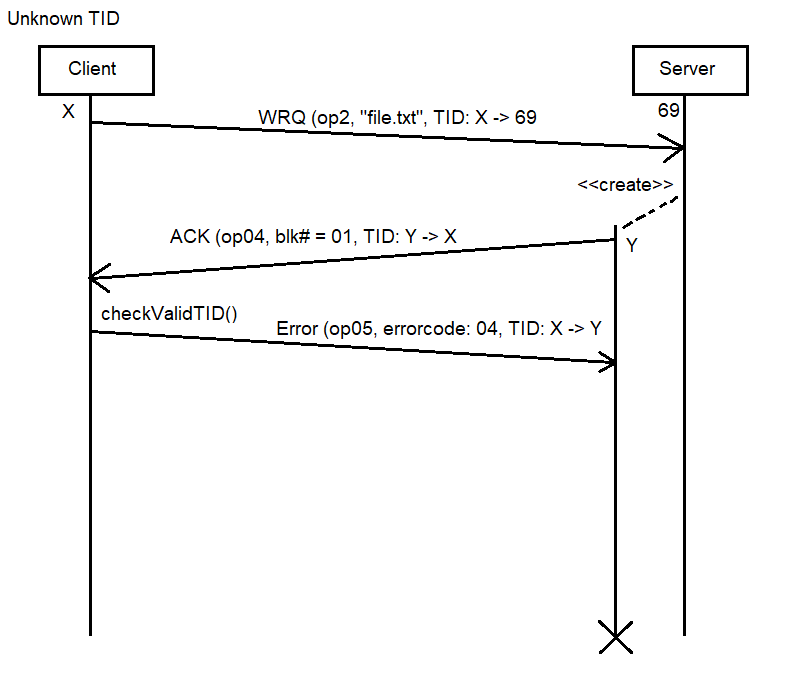 Unknown TID
Client
Server
X
69
WRQ (op2, "file.txt", TID: X -> 69
<<create>>
ACK (op04, blk# = 01, TID: Y -> X
Y
checkValidTID()
Error (op05, errorcode: 04, TID: X -> Y